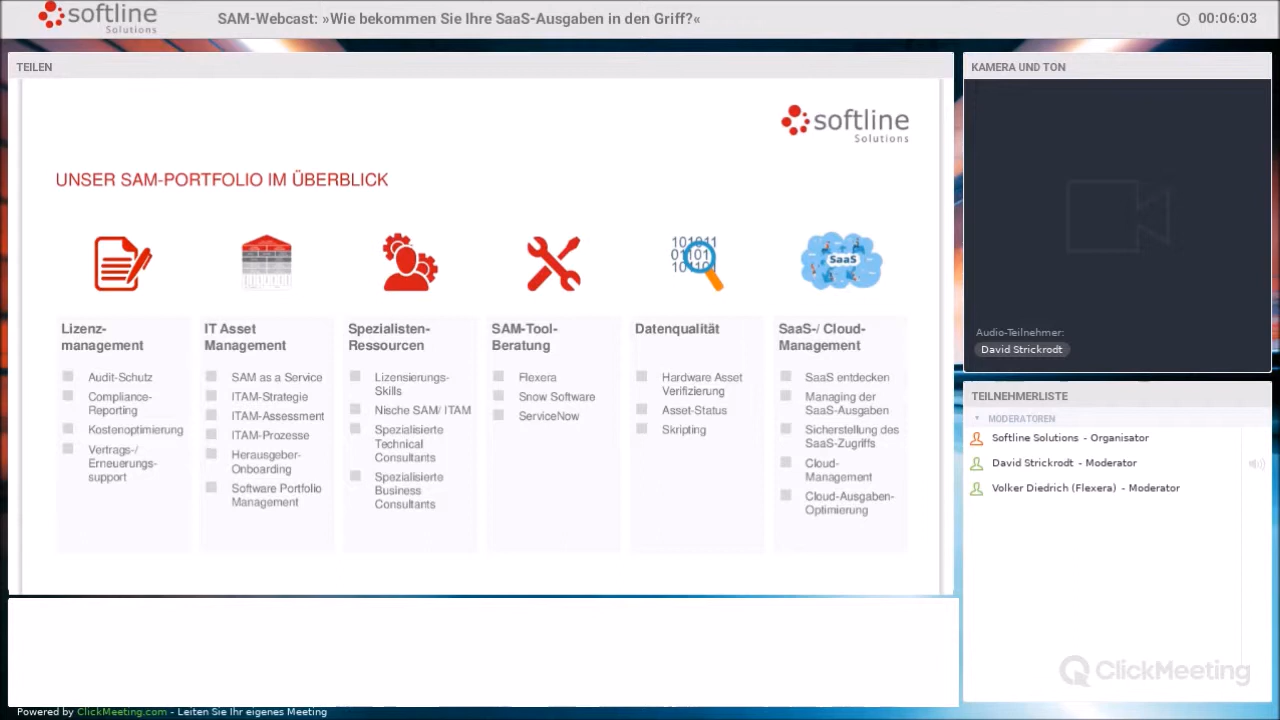 softline
Solutions
SAM-Webcast: »Wie bekommen Sie Ihre SaaS-Ausgaben in den Griff?«
00:06:03
TEILEN
softline
Solutions
UNSER SAM-PORTFOLIO IM ÜBERBLICK
Lizenz-
management
Audit-Schutz
Compliance-
Reporting
Kostenoptimierung
Vertrags-/
Erneuerungs-
support
IT Asset
Management
SAM as a Service
ITAM-Strategie
ITAM-Assessment
ITAM-Prozesse
Herausgeber-
Onboarding
Software Portfolio
Management
Spezialisten-
Ressourcen
Lizensierungs-
Skills
Nische SAM/ ITAM
Spezialisierte
Technical
Consultants
Spezialisierte
Business
Consultants
SAM-Tool-
Beratung
Flexera
Snow Software
ServiceNow
101011
0101
10101
Datenqualität
Hardware Asset
Verifizierung
Asset-Status
Skripting
SaaS
SaaS-/ Cloud-
Management
SaaS entdecken
Managing der
SaaS-Ausgaben
Sicherstellung des
SaaS-Zugriffs
Cloud-
Management
Cloud-Ausgaben-
Optimierung
KAMERA UND TON
Audio-Teilnehmer:
David Strickrodt
TEILNEHMERLISTE
MODERATOREN
Softline Solutions - Organisator
David Strickrodt - Moderator
Volker Diedrich (Flexera) - Moderator
ClickMeeting
Powered by ClickMeeting.com - Leiten Sie Ihr eigenes Meeting